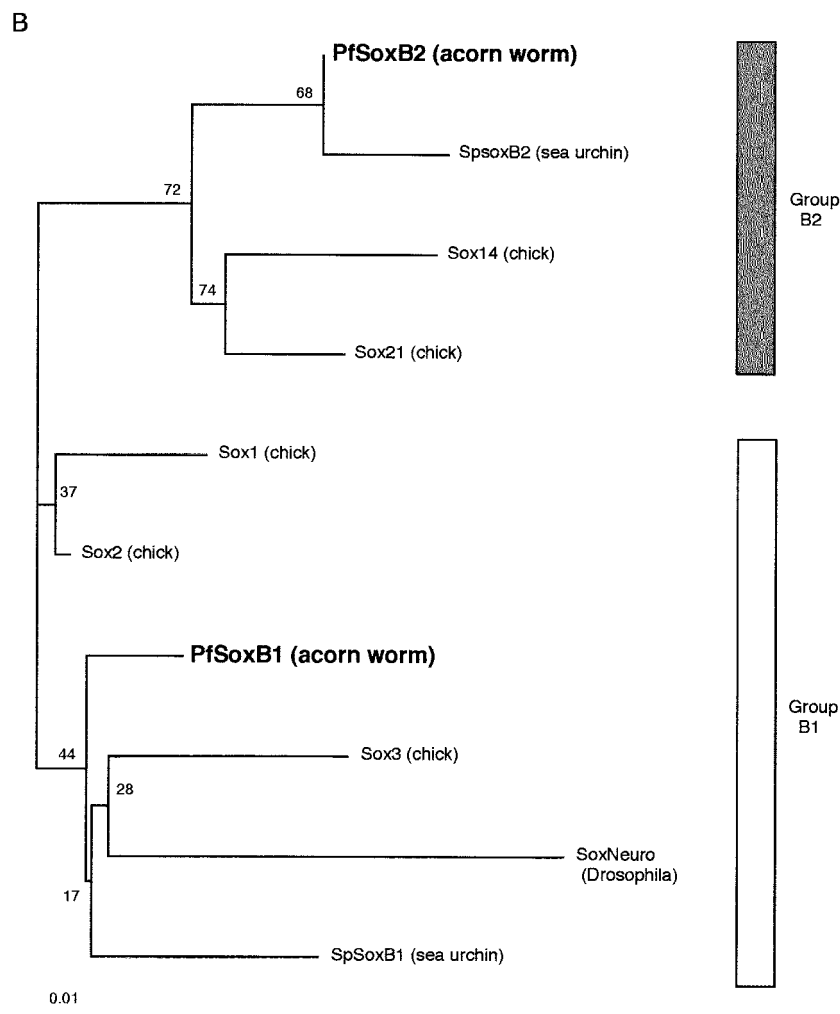 B
PfSoxB2 (acorn worm)
68
SpsoxB2 (sea urchin)
72
Group
B2
Sox14 (chick)
74
Sox21 (chick)
Sox1 (chick)
37
Sox2 (chick)
PfSoxB1 (acorn worm)
Group
B1
44
Sox3 (chick)
28
SoxNeuro
(Drosophila)
17
SpSoxB1 (sea urchin)
0.01